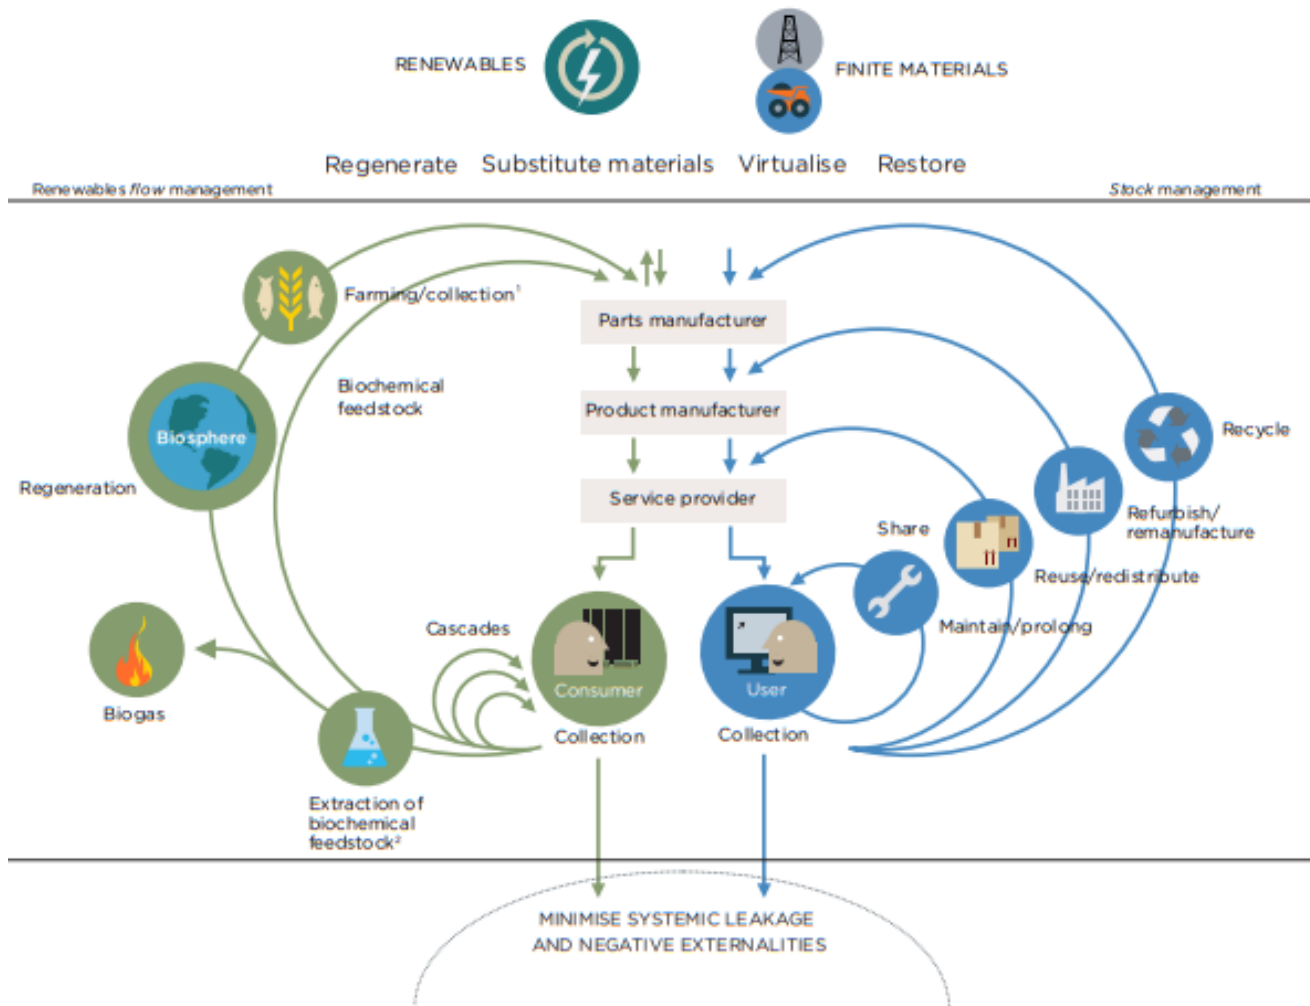 RENEWABLES
FINITE MATERIALS
Regenerate Substitute materials Virtualise Restore
Renewables flow management
Stock management
Farming/collection¹
Parts manufacturer
Biochemical
feedstock
Product manufacturer
Biosphere
Recycle
Regeneration
Service provider
Share
Refurbish/
remanufacture
Reuse/redistribute
Cascades
Maintain/prolong
Consumer
User
Biogas
Collection
Collection
Extraction of
biochemical
feedstock²
MINIMISE SYSTEMIC LEAKAGE
AND NEGATIVE EXTERNALITIES